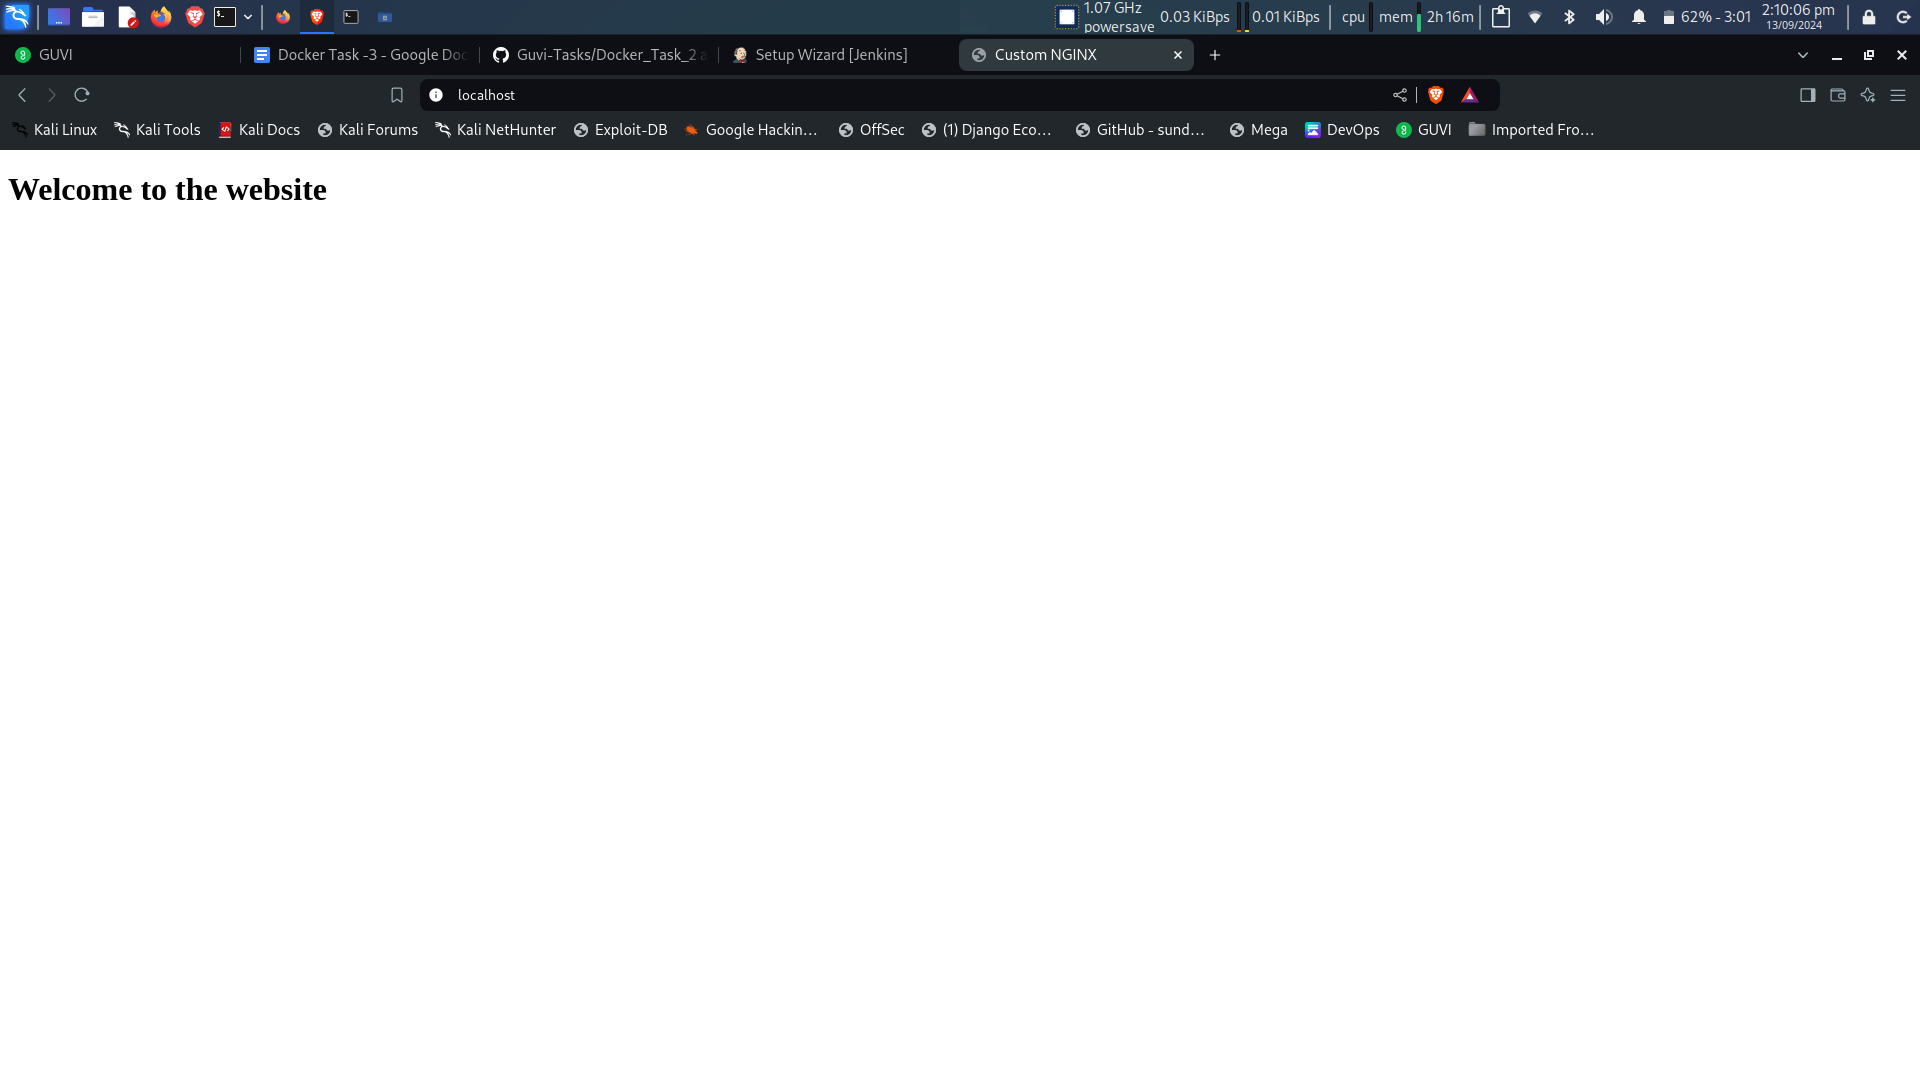 1.07 GHz
powersave
0.03 KiBps
0.01 KiBps
cpu
mem
2h 16m
62% - 3:01
2:10:06 pm
13/09/2024
GUVI
Docker Task -3 - Google Doc
Guvi-Tasks/Docker_Task_2 a
Setup Wizard [Jenkins]
Custom NGINX
localhost
Kali Linux
Kali Tools
Kali Docs
Kali Forums
Kali NetHunter
Exploit-DB
Google Hackin...
OffSec
(1) Django Eco...
GitHub - sund...
Mega
DevOps
GUVI
Imported Fro...
Welcome to the website